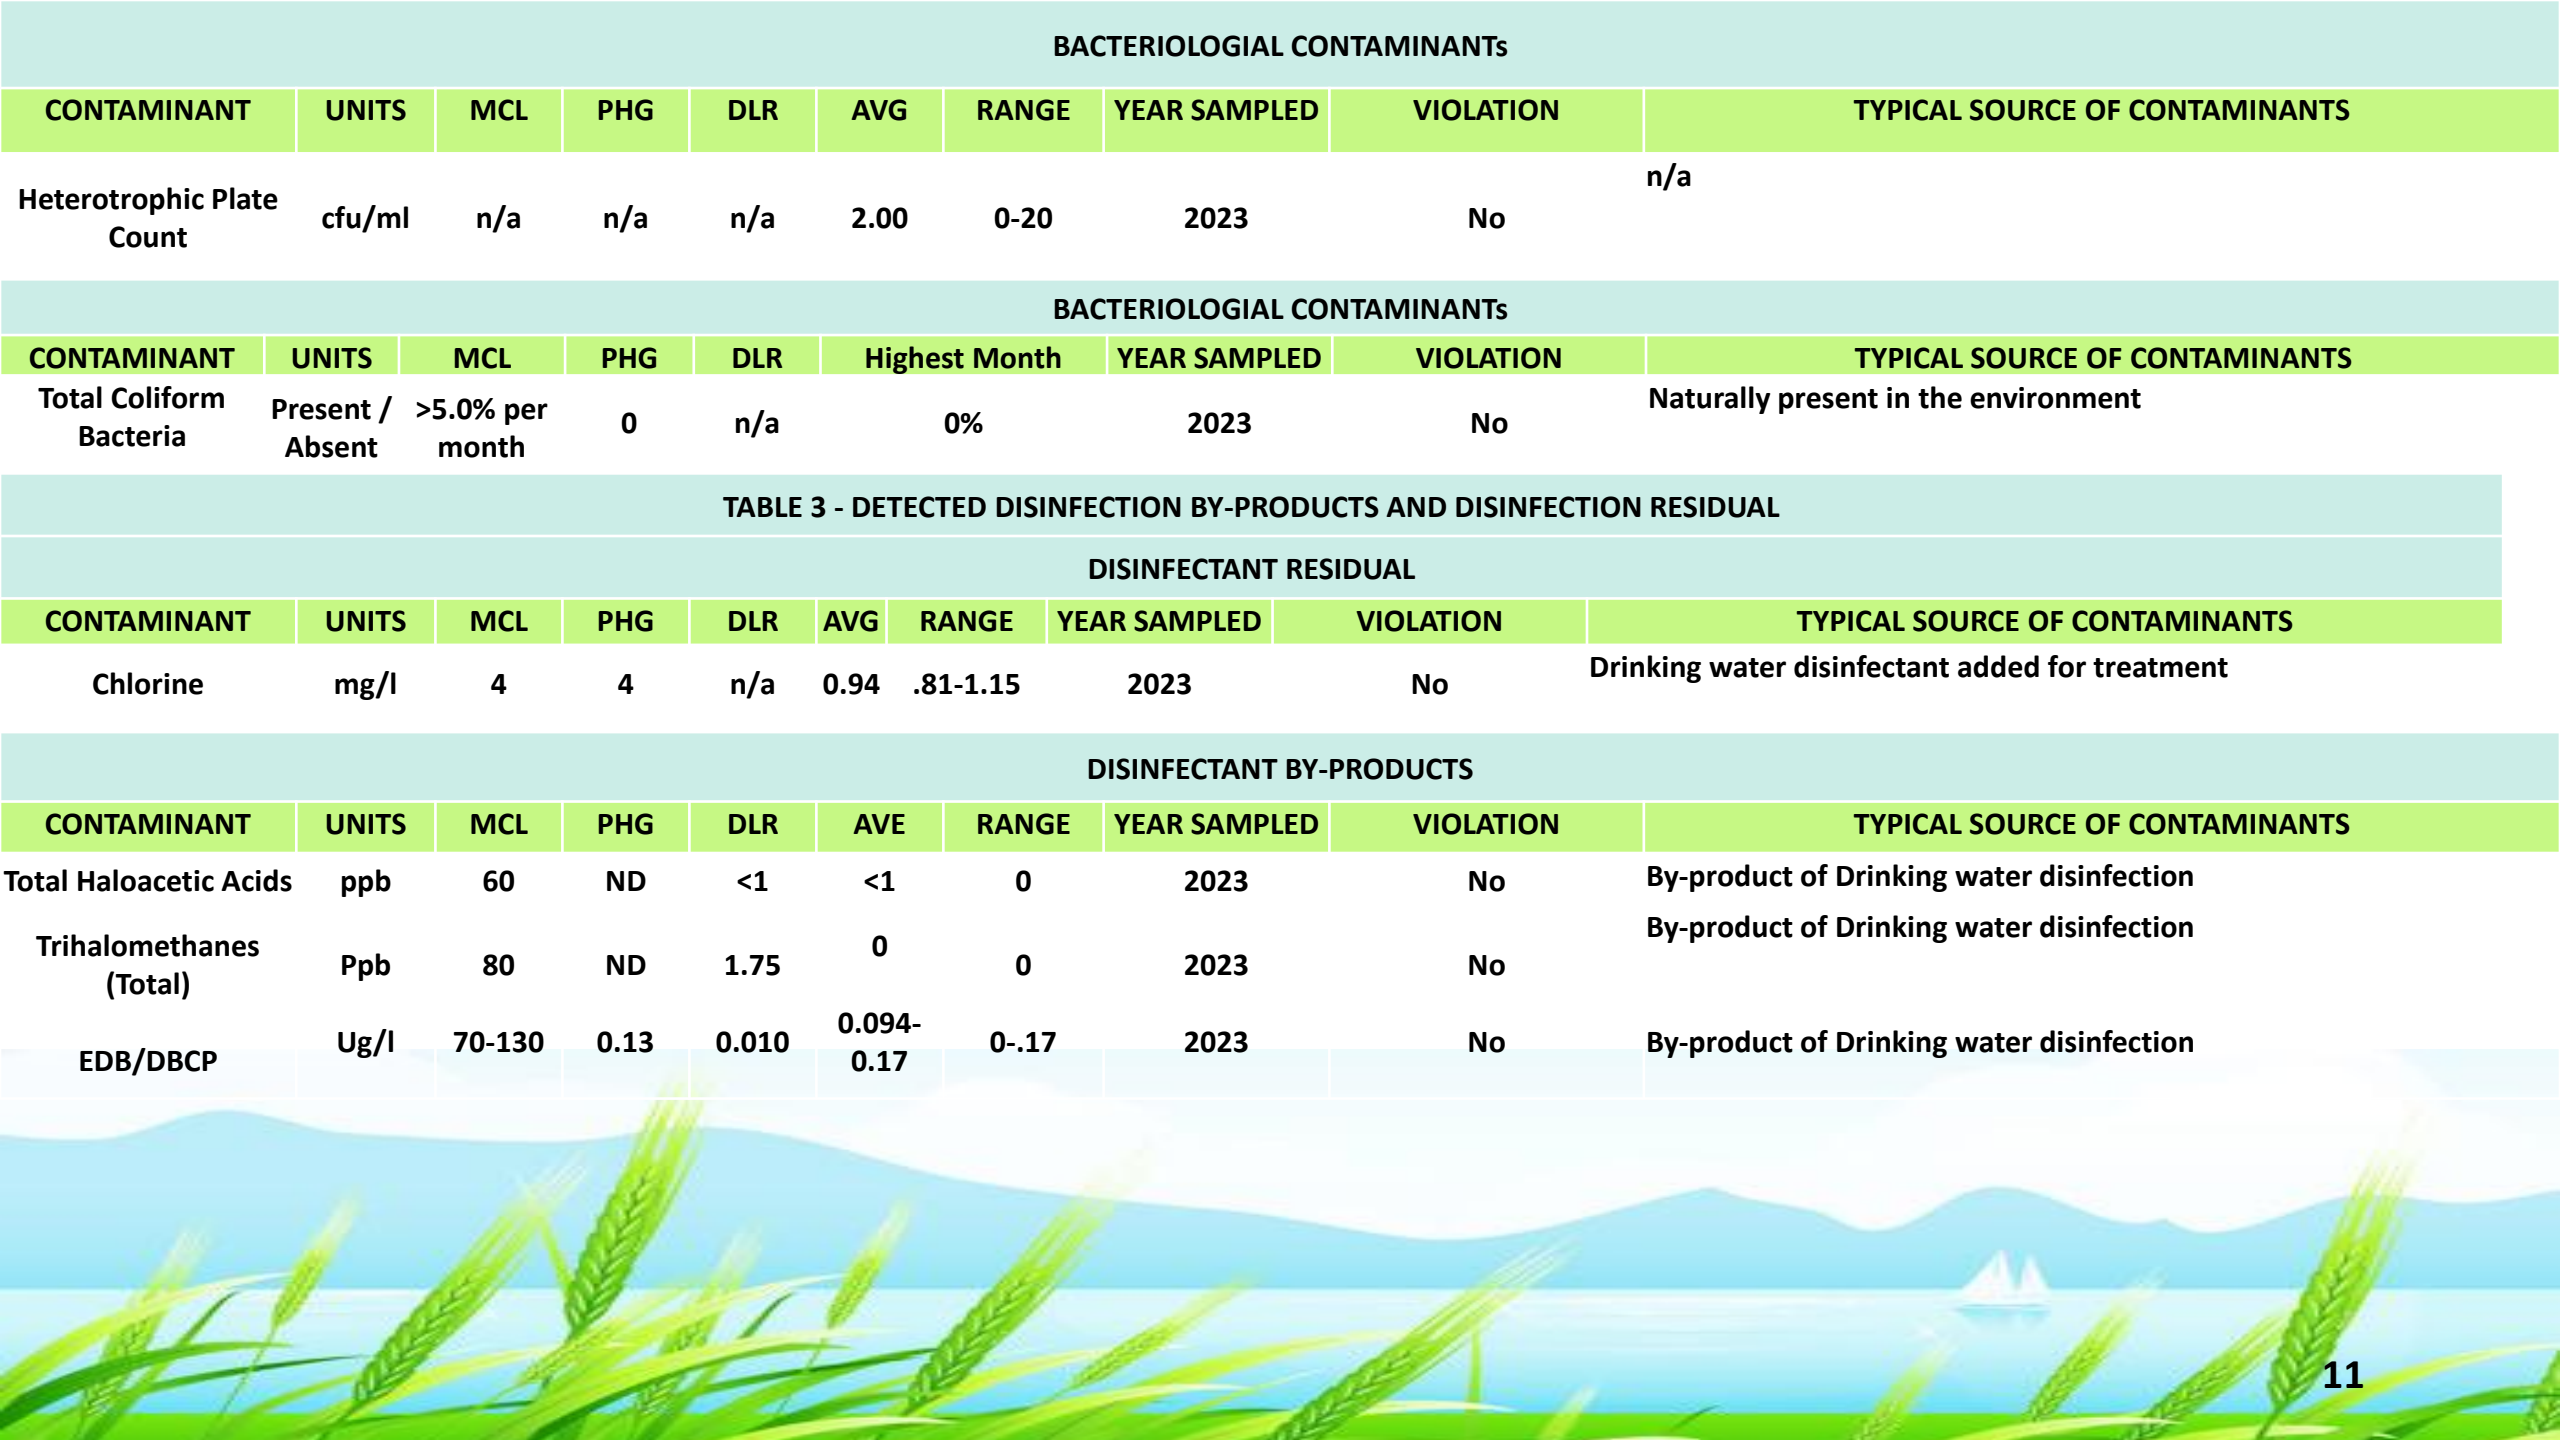 BACTERIOLOGIAL CONTAMINANTs
CONTAMINANT UNITS MCL PHG DLR AVG RANGE YEAR SAMPLED VIOLATION TYPICAL SOURCE OF CONTAMINANTS
Heterotrophic Plate Count cfu/ml n/a n/a n/a 2.00 0-20 2023 No n/a
BACTERIOLOGIAL CONTAMINANTs
CONTAMINANT UNITS MCL PHG DLR Highest Month YEAR SAMPLED VIOLATION TYPICAL SOURCE OF CONTAMINANTS
Total Coliform Bacteria Present / Absent >5.0% per month 0 n/a 0% 2023 No Naturally present in the environment
TABLE 3 - DETECTED DISINFECTION BY-PRODUCTS AND DISINFECTION RESIDUAL
DISINFECTANT RESIDUAL
CONTAMINANT UNITS MCL PHG DLR AVG RANGE YEAR SAMPLED VIOLATION TYPICAL SOURCE OF CONTAMINANTS
Chlorine mg/l 4 4 n/a 0.94 .81-1.15 2023 No Drinking water disinfectant added for treatment
DISINFECTANT BY-PRODUCTS
CONTAMINANT UNITS MCL PHG DLR AVE RANGE YEAR SAMPLED VIOLATION TYPICAL SOURCE OF CONTAMINANTS
Total Haloacetic Acids ppb 60 ND <1 <1 0 2023 No By-product of Drinking water disinfection
Trihalomethanes (Total) Ppb 80 ND 1.75 0 0 2023 No By-product of Drinking water disinfection
EDB/DBCP Ug/l 70-130 0.13 0.010 0.094-0.17 0-.17 2023 No By-product of Drinking water disinfection
11